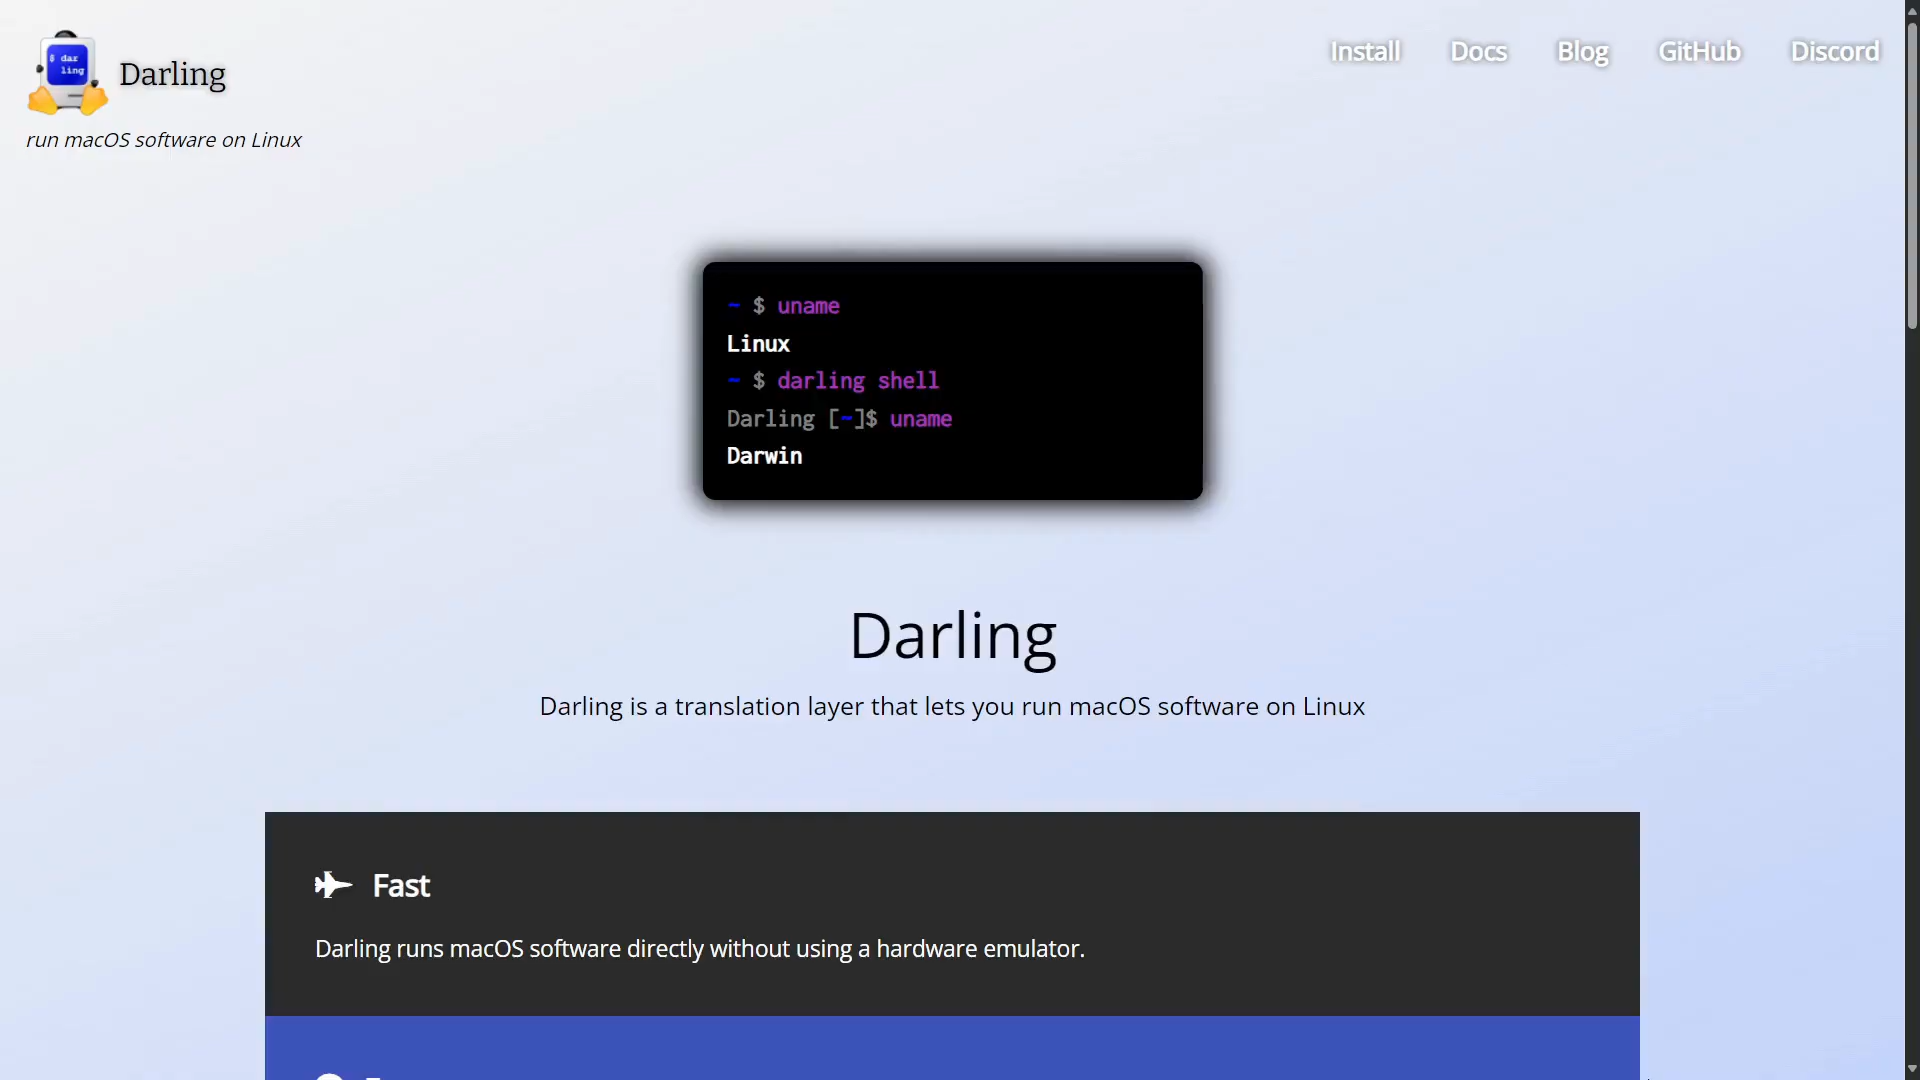 $ dar
ling
Darling
run macOS software on Linux
Install Docs Blog GitHub Discord
~ $ uname
Linux
~ $ darling shell
Darling [~]$ uname
Darwin
Darling
Darling is a translation layer that lets you run macOS software on Linux
Fast
Darling runs macOS software directly without using a hardware emulator.